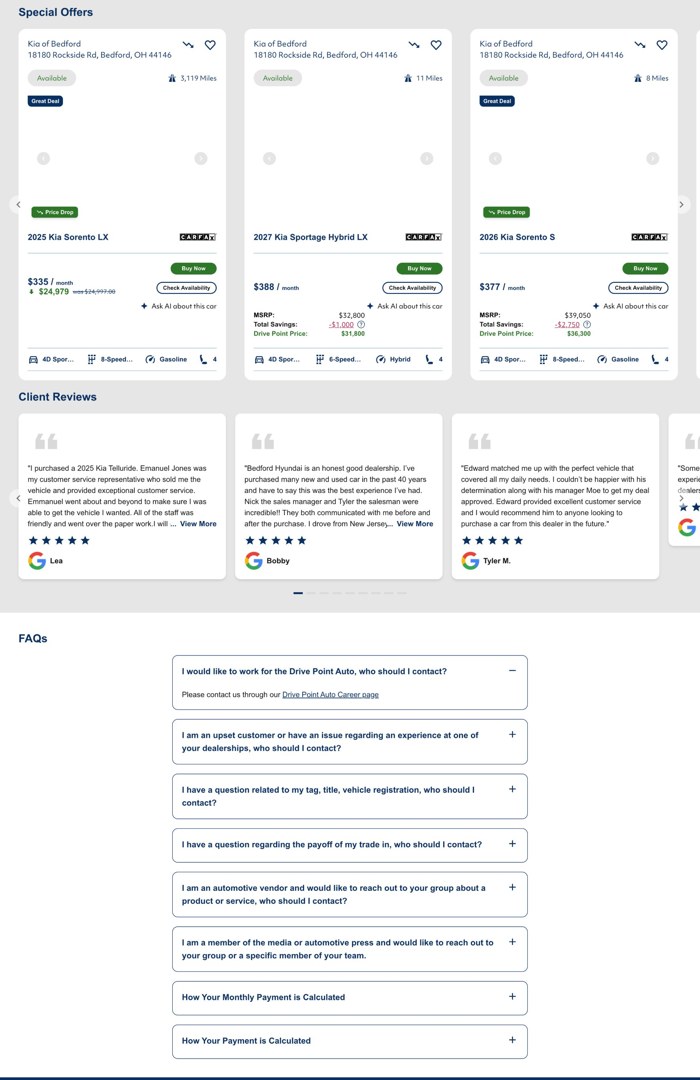 Special Offers
Kia of Bedford
18180 Rockside Rd, Bedford, OH 44146
Available
3,119 Miles
Great Deal
Price Drop
2025 Kia Sorento LX
CARFAX
Buy Now
$335 / month
$24,979 was $24,997.00
Check Availability
Ask AI about this car
4D Spor...
8-Speed...
Gasoline
4
Kia of Bedford
18180 Rockside Rd, Bedford, OH 44146
Available
11 Miles
2027 Kia Sportage Hybrid LX
CARFAX
Buy Now
$388 / month
Check Availability
Ask AI about this car
MSRP: $32,800
Total Savings: -$1,000
Drive Point Price: $31,800
4D Spor...
6-Speed...
Hybrid
4
Kia of Bedford
18180 Rockside Rd, Bedford, OH 44146
Available
8 Miles
Great Deal
Price Drop
2026 Kia Sorento S
CARFAX
Buy Now
$377 / month
Check Availability
Ask AI about this car
MSRP: $39,050
Total Savings: -$2,750
Drive Point Price: $36,300
4D Spor...
8-Speed...
Gasoline
4
Client Reviews
"I purchased a 2025 Kia Telluride. Emanuel Jones was
my customer service representative who sold me the
vehicle and provided exceptional customer service.
Emmanuel went about and beyond to make sure I was
able to get the vehicle I wanted. All of the staff was
friendly and went over the paper work.I will ... View More
Lea
"Bedford Hyundai is an honest good dealership. I've
purchased many new and used car in the past 40 years
and have to say this was the best experience I've had.
Nick the sales manager and Tyler the salesman were
incredible!! They both communicated with me before and
after the purchase. I drove from New Jersey,... View More
Bobby
"Edward matched me up with the perfect vehicle that
covered all my daily needs. I couldn't be happier with his
determination along with his manager Moe to get my deal
approved. Edward provided excellent customer service
and I would recommend him to anyone looking to
purchase a car from this dealer in the future."
Tyler M.
"Some
experie
dealers
FAQs
I would like to work for the Drive Point Auto, who should I contact?
Please contact us through our Drive Point Auto Career page
I am an upset customer or have an issue regarding an experience at one of
your dealerships, who should I contact?
I have a question related to my tag, title, vehicle registration, who should I
contact?
I have a question regarding the payoff of my trade in, who should I contact?
I am an automotive vendor and would like to reach out to your group about a
product or service, who should I contact?
I am a member of the media or automotive press and would like to reach out to
your group or a specific member of your team.
How Your Monthly Payment is Calculated
How Your Payment is Calculated